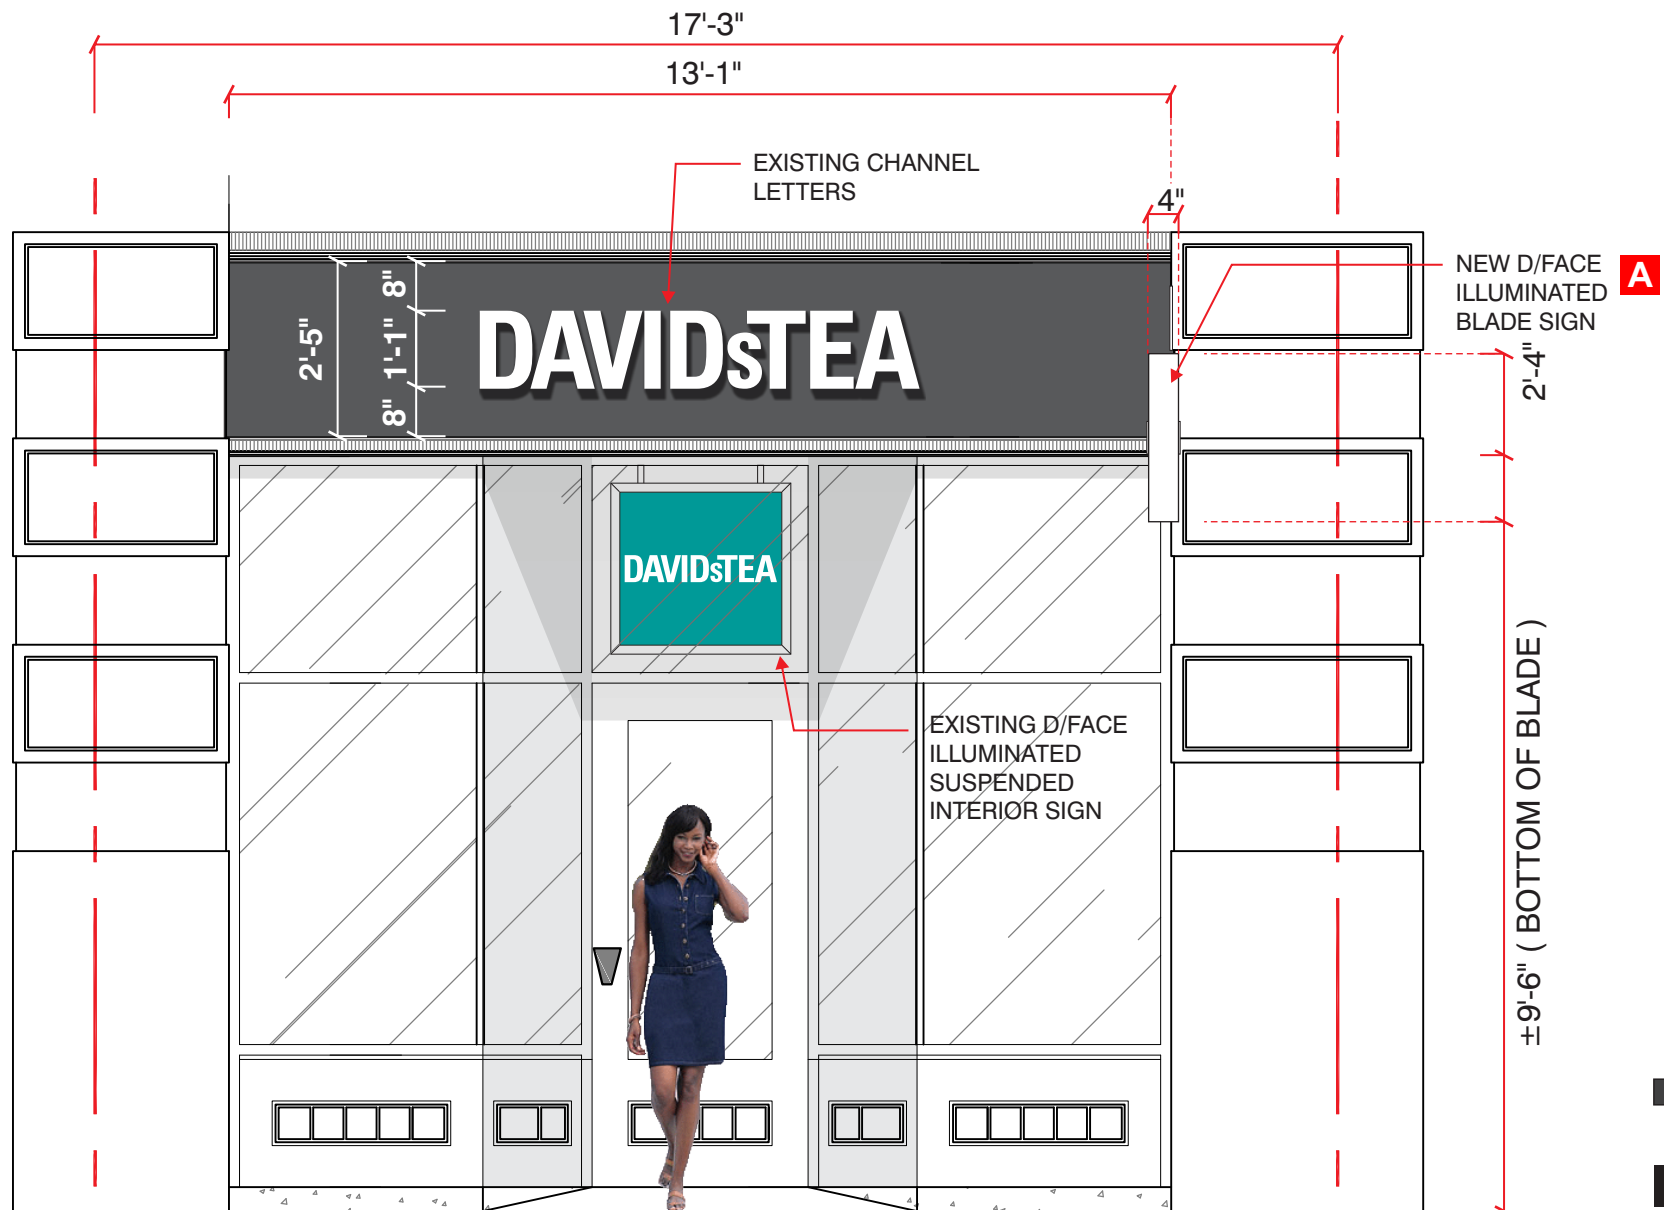 17'-3"
13'-1"
EXISTING CHANNEL
LETTERS
4"
NEW D/FACE
ILLUMINATED
BLADE SIGN
A
2'-5"
8"
1'-1"
8"
DAVIDsTEA
2'-4"
DAVIDsTEA
EXISTING D/FACE
ILLUMINATED
SUSPENDED
INTERIOR SIGN
±9'-6" ( BOTTOM OF BLADE )